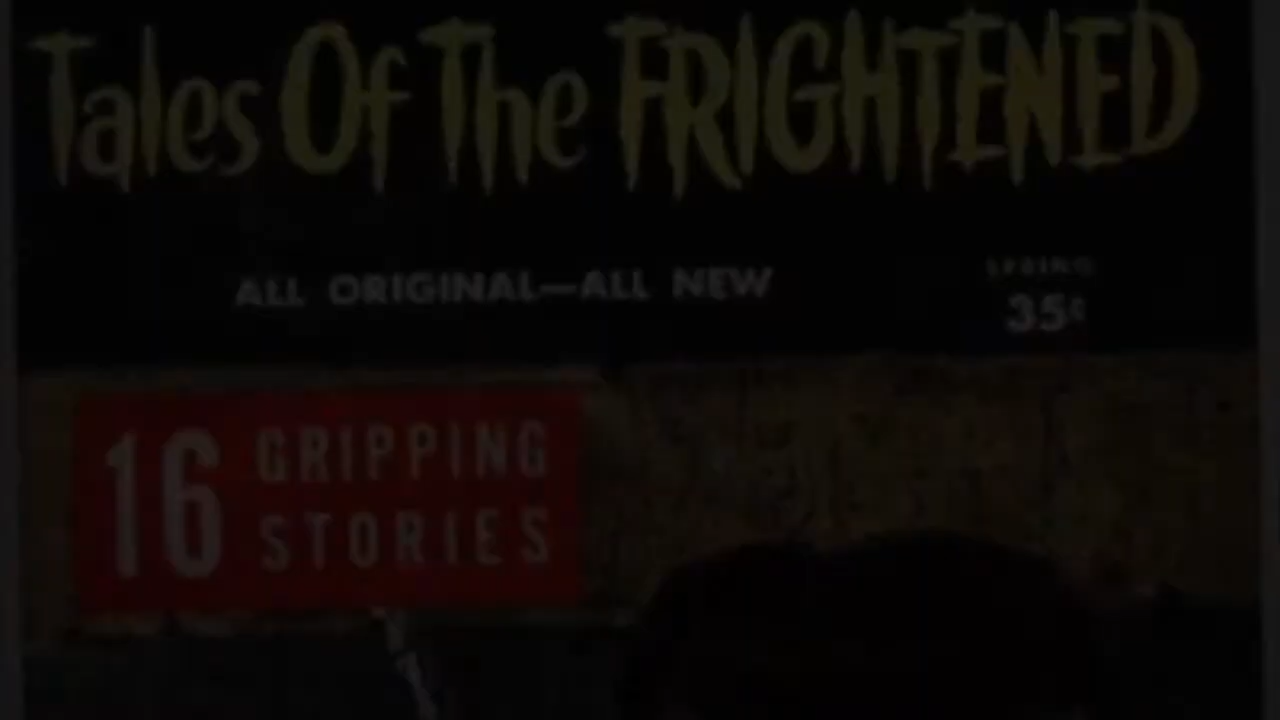 Tales Of The FRIGHTENED
ALL ORIGINAL—ALL NEW
SPRING
35¢
16 GRIPPING
STORIES